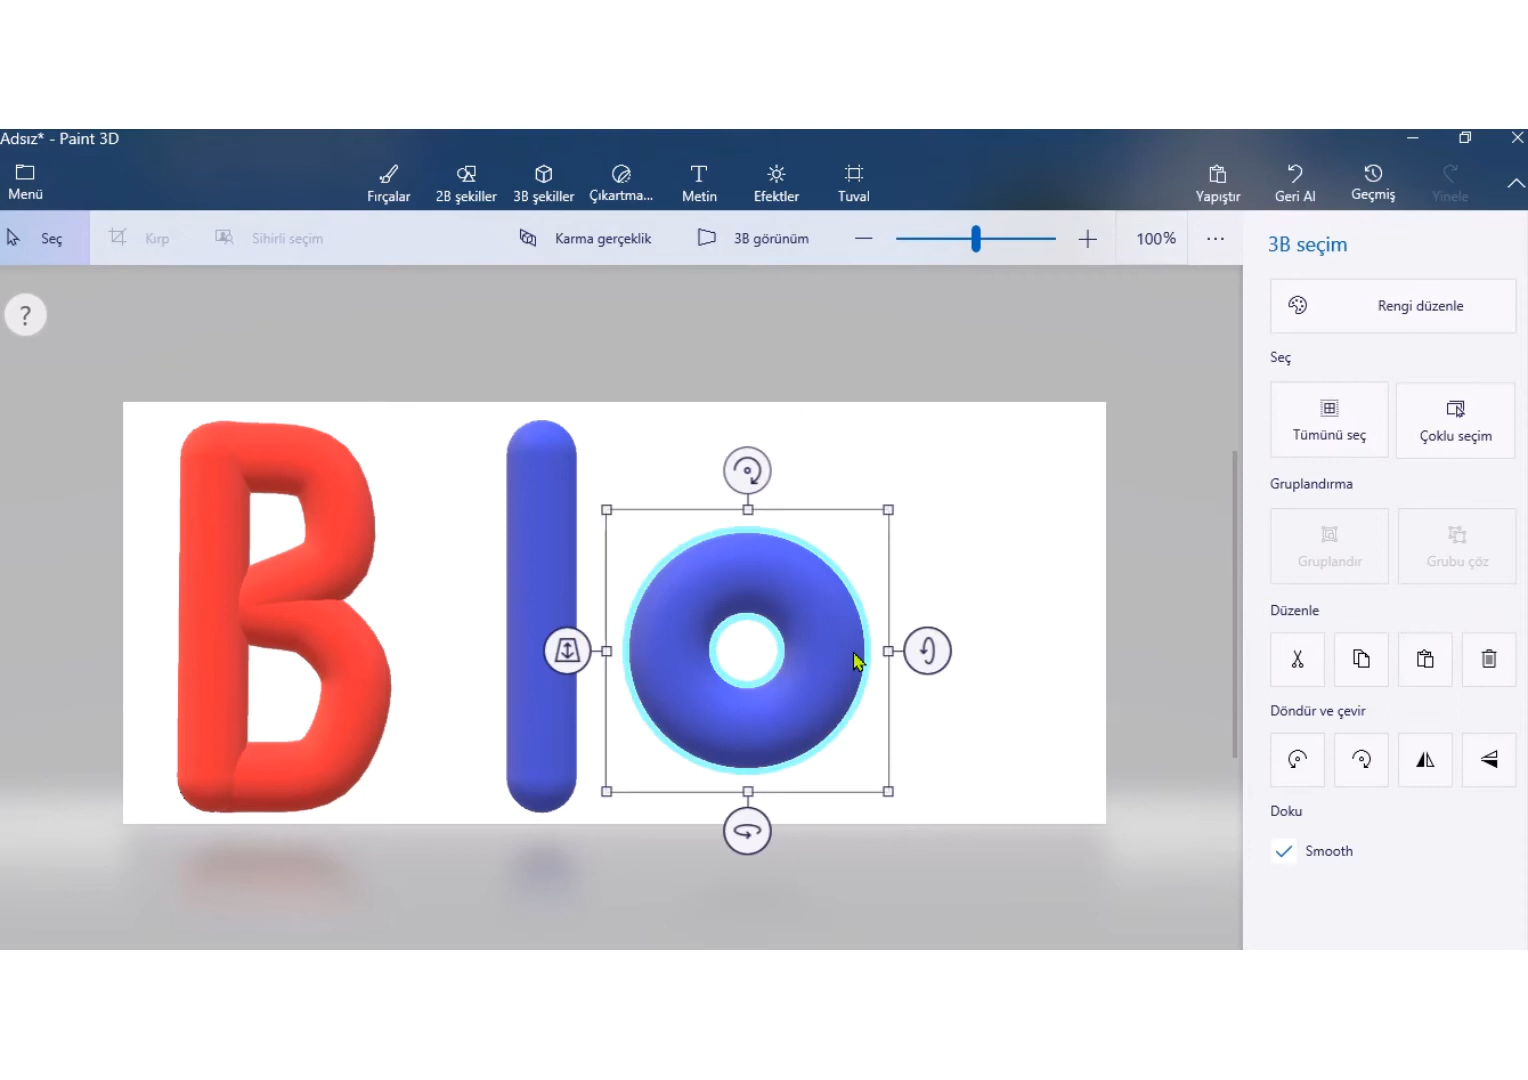 Adsız* - Paint 3D
Menü
Fırçalar
2B şekiller
3B şekiller
Çıkartma...
Metin
Efektler
Tuval
Yapıştır
Geri Al
Geçmiş
Yinele
Seç
Kırp
Sihirli seçim
Karma gerçeklik
3B görünüm
100%
...
?
BIO
3B seçim
Rengi düzenle
Seç
Tümünü seç
Çoklu seçim
Gruplandırma
Gruplandır
Grubu çöz
Düzenle
Döndür ve çevir
Doku
Smooth